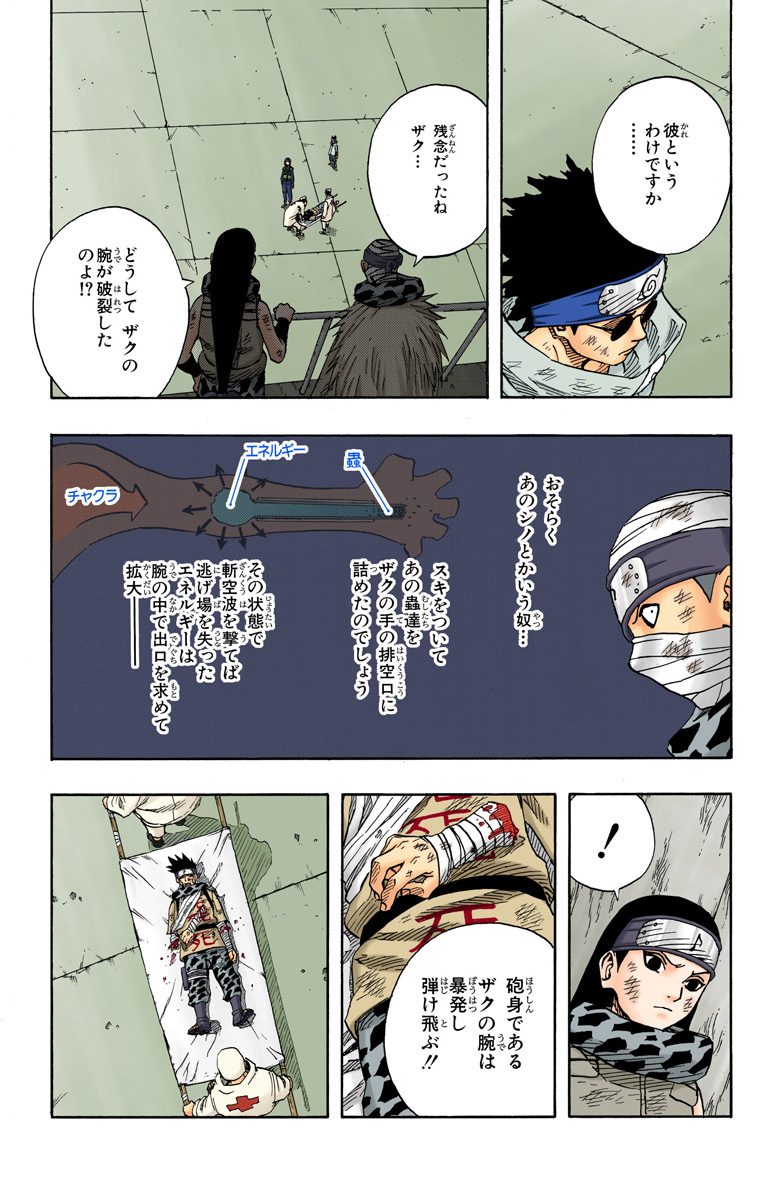 彼という
わけですか
……
残念だったね
ザク…
どうして ザクの
腕が破裂した
のよ!?
おそらく
あのシノとかいう奴…
スキをついて
あの蟲達を
ザクの手の排空口に
詰めたのでしょう
蟲
エネルギー
チャクラ
その状態で
斬空波を撃てば
逃げ場を失った
エネルギーは
腕の中で出口を求めて
拡大――
!
砲身である
ザクの腕は
暴発し
弾け飛ぶ!!
死
死